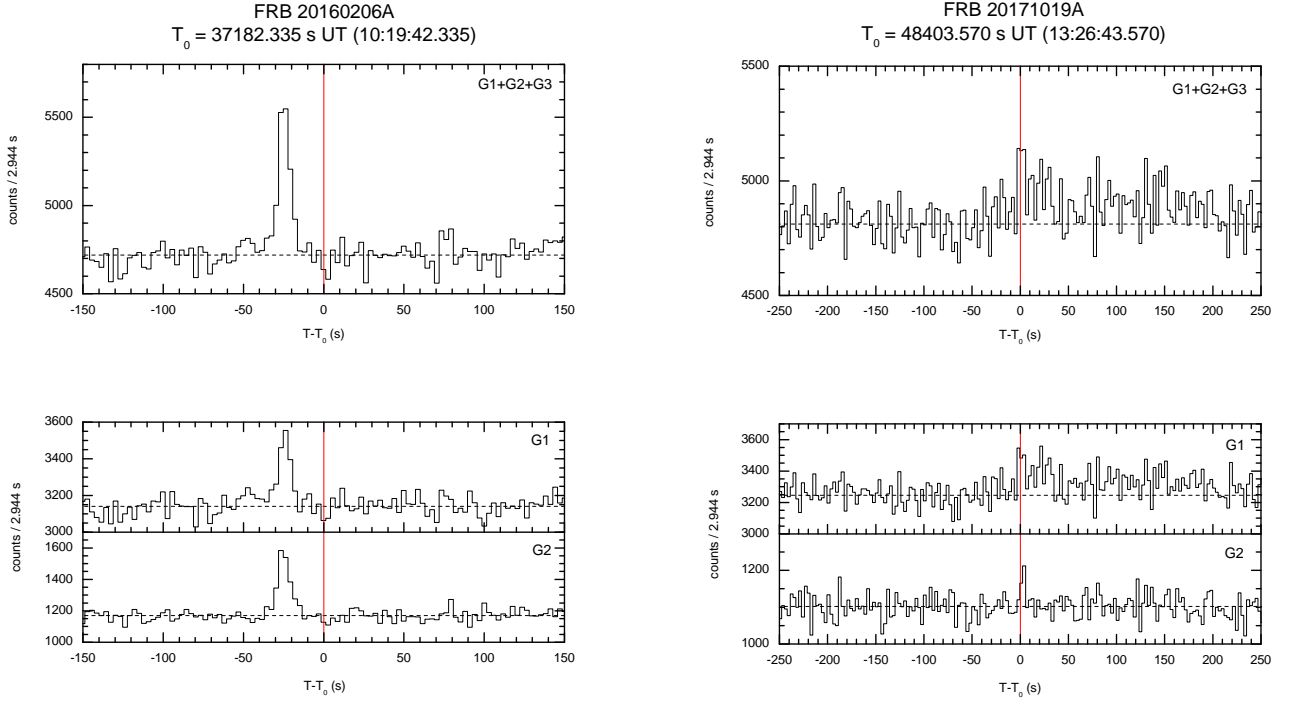 FRB 20160206A
T0 = 37182.335 s UT (10:19:42.335)
G1+G2+G3
counts / 2.944 s
5500
5000
4500
-150 -100 -50 0 50 100 150
T-T0 (s)
G1
counts / 2.944 s
3600
3400
3200
3000
G2
1600
1400
1200
1000
-150 -100 -50 0 50 100 150
T-T0 (s)
FRB 20171019A
T0 = 48403.570 s UT (13:26:43.570)
G1+G2+G3
counts / 2.944 s
5500
5000
4500
-250 -200 -150 -100 -50 0 50 100 150 200 250
T-T0 (s)
G1
counts / 2.944 s
3600
3400
3200
3000
G2
1200
1000
-250 -200 -150 -100 -50 0 50 100 150 200 250
T-T0 (s)